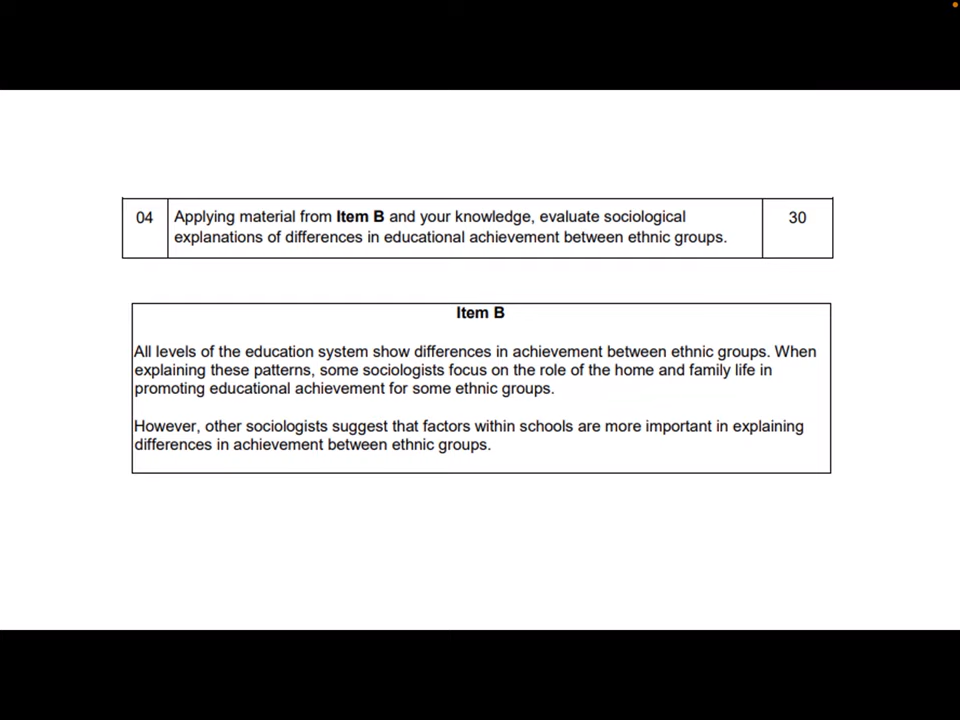 04 Applying material from Item B and your knowledge, evaluate sociological 30
explanations of differences in educational achievement between ethnic groups.
Item B
All levels of the education system show differences in achievement between ethnic groups. When
explaining these patterns, some sociologists focus on the role of the home and family life in
promoting educational achievement for some ethnic groups.
However, other sociologists suggest that factors within schools are more important in explaining
differences in achievement between ethnic groups.